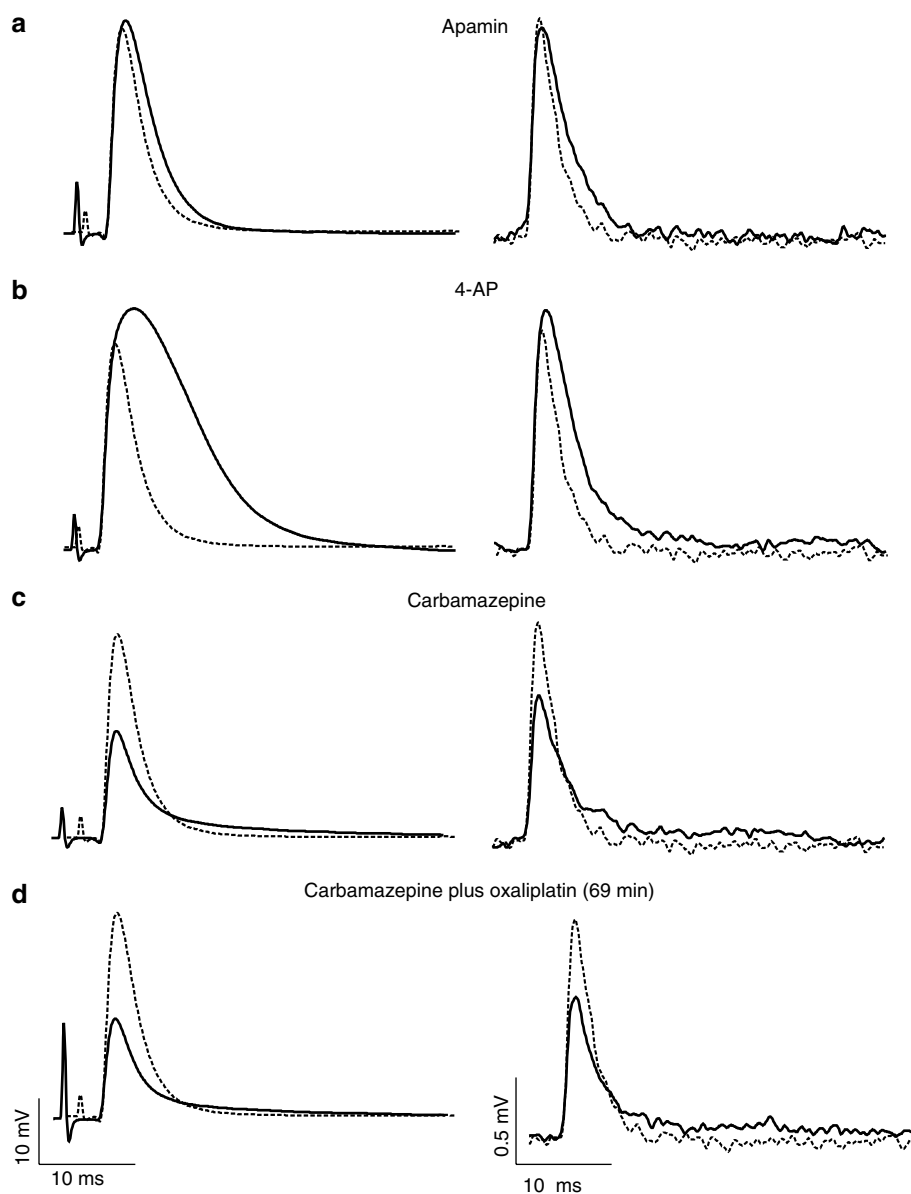 a
Apamin
b
4-AP
c
Carbamazepine
d
Carbamazepine plus oxaliplatin (69 min)
10 mV
10 ms
0.5 mV
10 ms